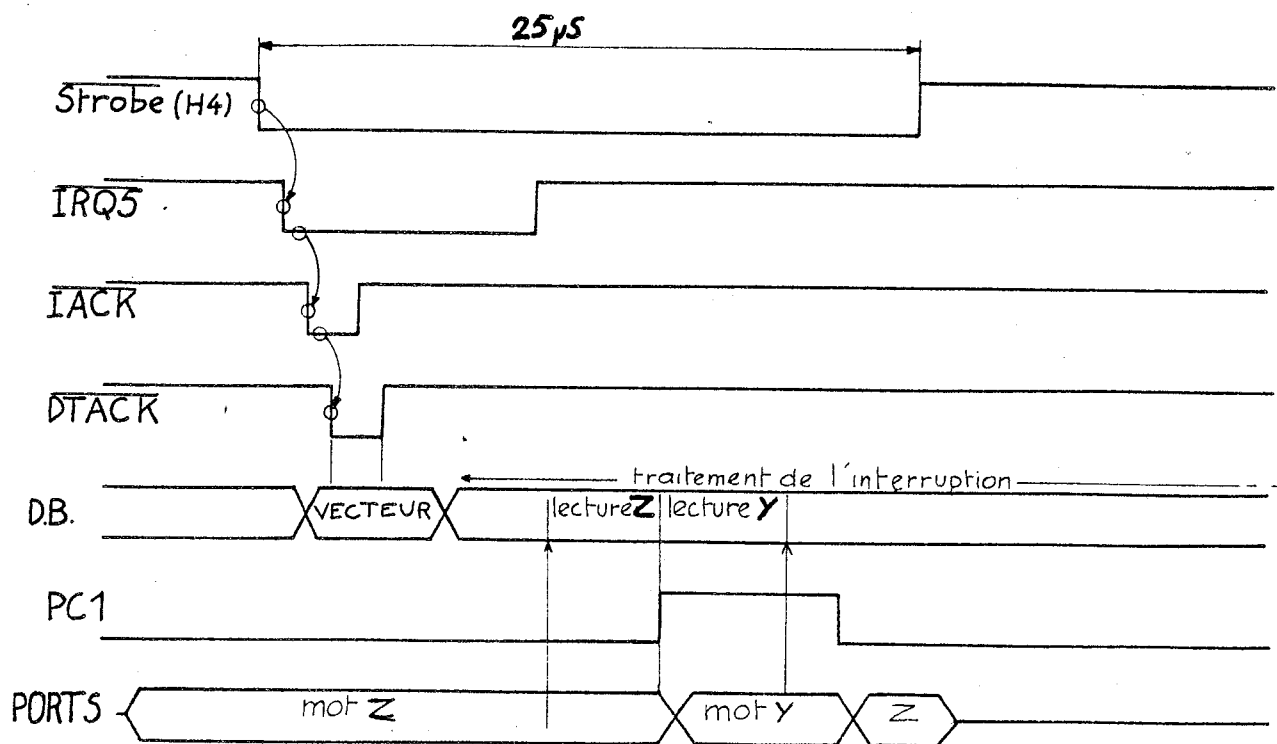 25µS
Strobe (H4)
IRQ5
IACK
DTACK
traitement de l'interruption
D.B.
VECTEUR
lecture Z
lecture Y
PC1
PORTS
mot Z
mot Y
Z